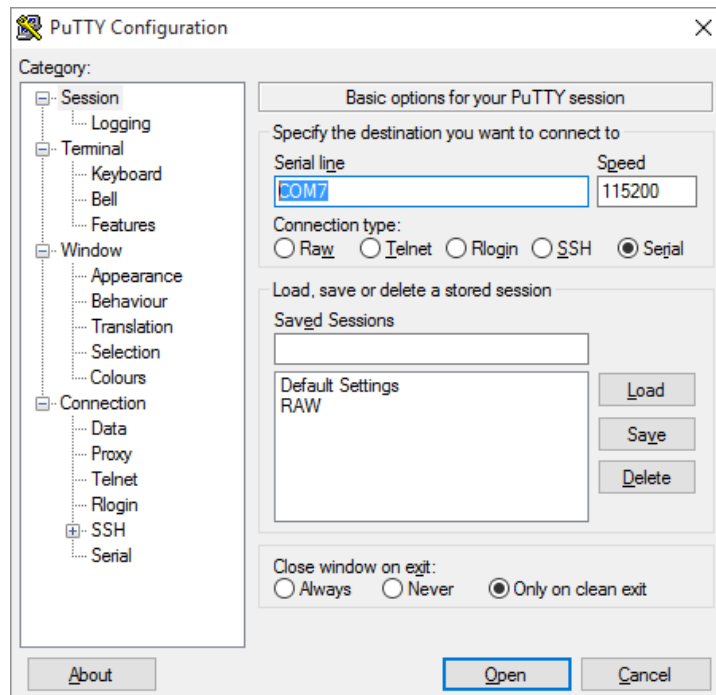 PuTTY Configuration
Category:
Session
Logging
Terminal
Keyboard
Bell
Features
Window
Appearance
Behaviour
Translation
Selection
Colours
Connection
Data
Proxy
Telnet
Rlogin
SSH
Serial
Basic options for your PuTTY session
Specify the destination you want to connect to
Serial line Speed
COM7 115200
Connection type:
Raw Telnet Rlogin SSH Serial
Load, save or delete a stored session
Saved Sessions
Default Settings
RAW
Load
Save
Delete
Close window on exit:
Always Never Only on clean exit
About Open Cancel